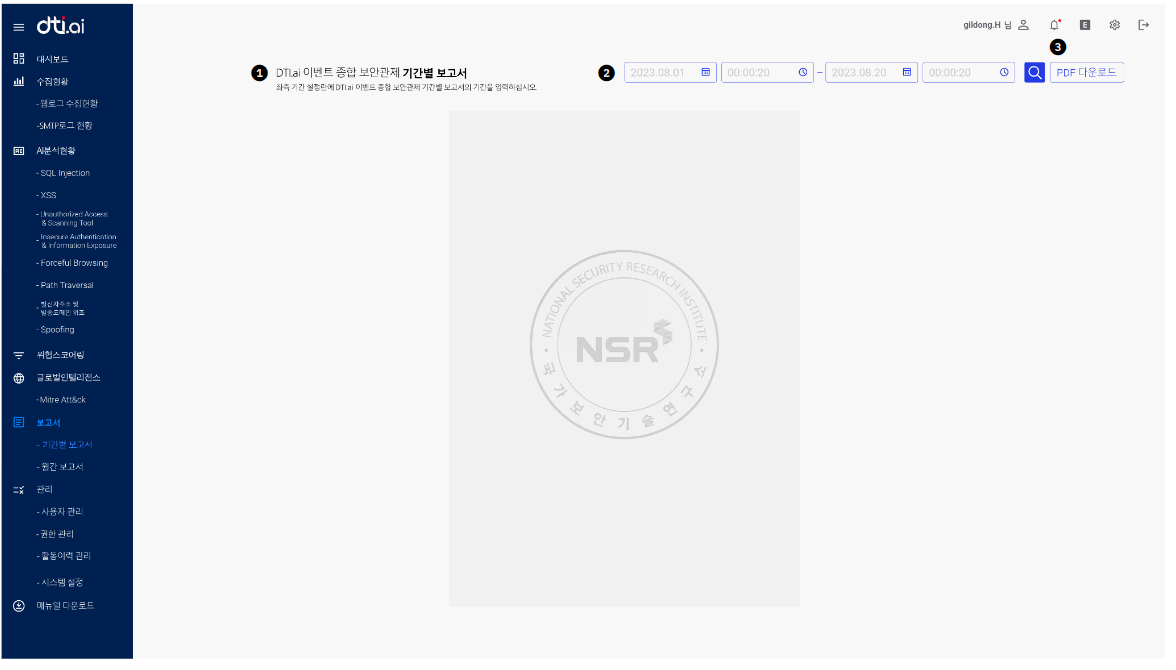 dti.ai
gildong.H 님
E
대시보드
수집현황
- 웹로그 수집현황
-SMTP로그 현황
AI분석현황
- SQL Injection
- XSS
- Unauthorized Access
& Scanning Tool
- Insecure Authentication
& Information Exposure
- Forceful Browsing
- Path Traversal
- 발신자주소 및
발송도메인 위조
- Spoofing
위협스코어링
글로벌인텔리전스
-Mitre Att&ck
보고서
- 기간별 보고서
- 월간 보고서
관리
- 사용자 관리
- 권한 관리
- 활동이력 관리
- 시스템 설정
매뉴얼 다운로드
1 DTI.ai 이벤트 종합 보안관제 기간별 보고서
좌측 기간 설정란에 DTI.ai 이벤트 종합 보안관제 기간별 보고서의 기간을 입력하십시오.
2 2023.08.01 00:00:20 – 2023.08.20 00:00:20
3
PDF 다운로드
NATIONAL SECURITY RESEARCH INSTITUTE
NSR
국가보안기술연구소